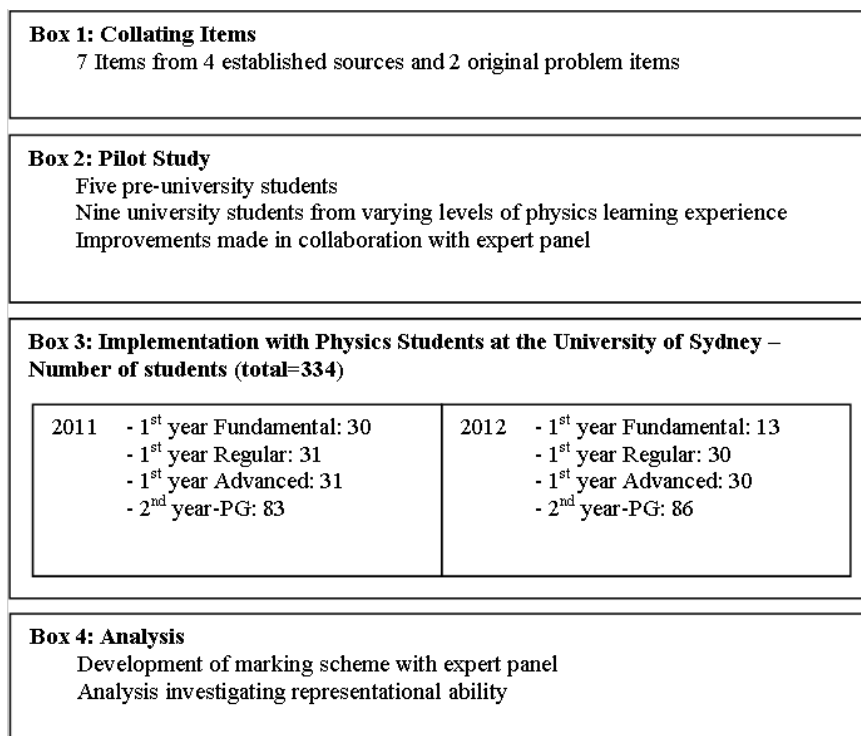 Box 1: Collating Items
7 Items from 4 established sources and 2 original problem items
Box 2: Pilot Study
Five pre-university students
Nine university students from varying levels of physics learning experience
Improvements made in collaboration with expert panel
Box 3: Implementation with Physics Students at the University of Sydney –
Number of students (total=334)
2011 - 1st year Fundamental: 30
- 1st year Regular: 31
- 1st year Advanced: 31
- 2nd year-PG: 83
2012 - 1st year Fundamental: 13
- 1st year Regular: 30
- 1st year Advanced: 30
- 2nd year-PG: 86
Box 4: Analysis
Development of marking scheme with expert panel
Analysis investigating representational ability